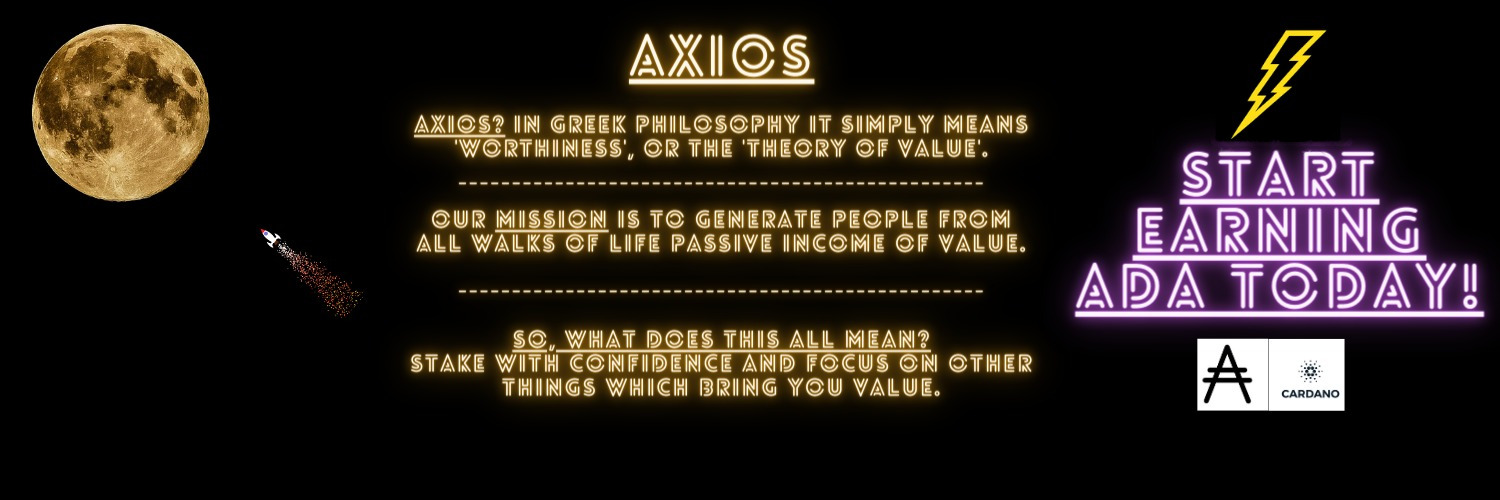 AXIOS
AXIOS? IN GREEK PHILOSOPHY IT SIMPLY MEANS
'WORTHINESS', OR THE 'THEORY OF VALUE'.
------------------------------------------------
OUR MISSION IS TO GENERATE PEOPLE FROM
ALL WALKS OF LIFE PASSIVE INCOME OF VALUE.
------------------------------------------------
SO, WHAT DOES THIS ALL MEAN?
STAKE WITH CONFIDENCE AND FOCUS ON OTHER
THINGS WHICH BRING YOU VALUE.
START
EARNING
ADA TODAY!
CARDANO